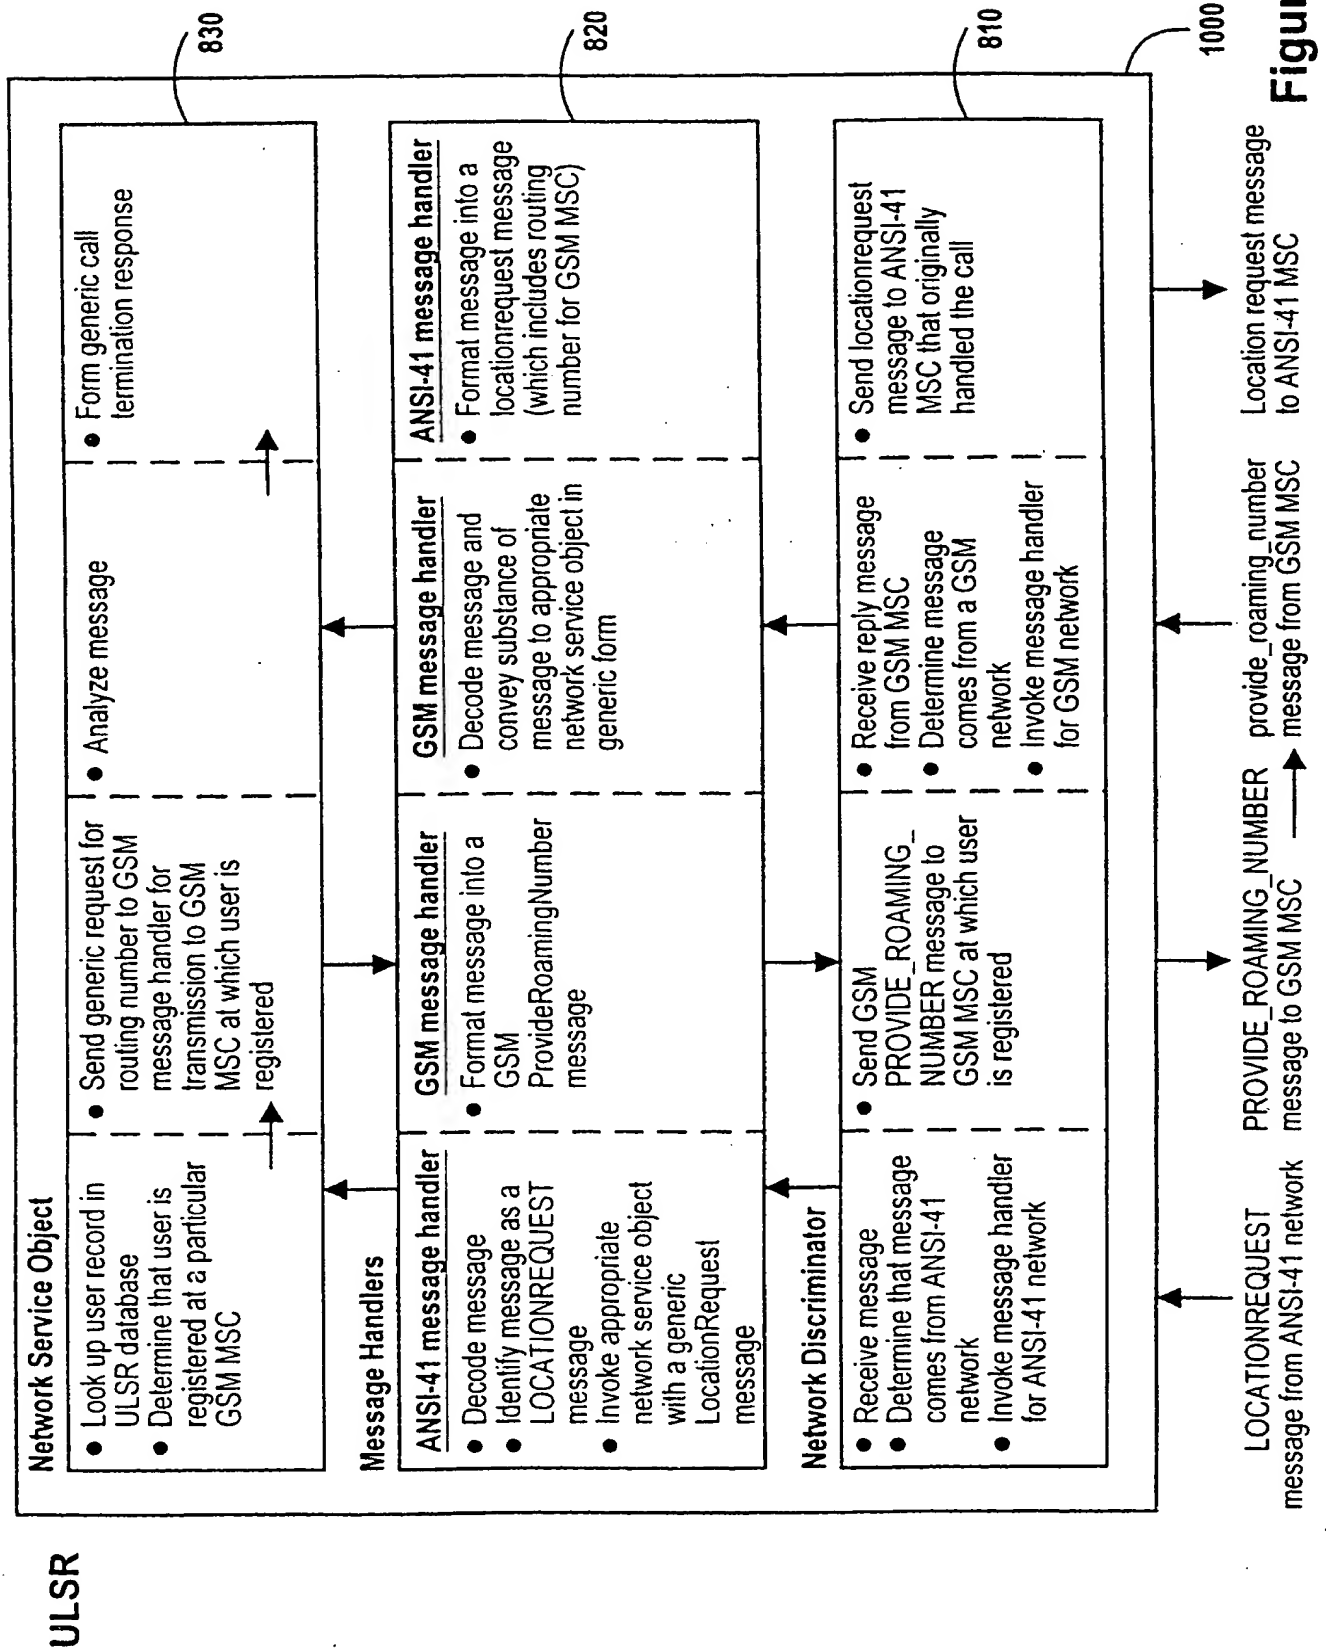 ULSR
Network Service Object
● Look up user record in
ULSR database
● Determine that user is
registered at a particular
GSM MSC
● Send generic request for
routing number to GSM
message handler for
transmission to GSM
MSC at which user is
registered
● Analyze message
● Form generic call
termination response
830
Message Handlers
ANSI-41 message handler
● Decode message
● Identify message as a
LOCATIONREQUEST
message
● Invoke appropriate
network service object
with a generic
LocationRequest
message
GSM message handler
● Format message into a
GSM
ProvideRoamingNumber
message
GSM message handler
● Decode message and
convey substance of
message to appropriate
network service object in
generic form
ANSI-41 message handler
● Format message into a
locationrequest message
(which includes routing
number for GSM MSC)
820
Network Discriminator
● Receive message
● Determine that message
comes from ANSI-41
network
● Invoke message handler
for ANSI-41 network
● Send GSM
PROVIDE_ROAMING_
NUMBER message to
GSM MSC at which user
is registered
● Receive reply message
from GSM MSC
● Determine message
comes from a GSM
network
● Invoke message handler
for GSM network
● Send locationrequest
message to ANSI-41
MSC that originally
handled the call
810
1000
LOCATIONREQUEST
message from ANSI-41 network
PROVIDE_ROAMING_NUMBER
message to GSM MSC
provide_roaming_number
message from GSM MSC
Location request message
to ANSI-41 MSC